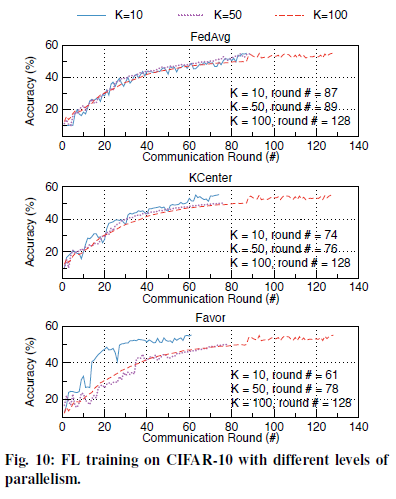 K=10 K=50 K=100
FedAvg
60
40
20
Accuracy (%)
K = 10, round # = 87
K = 50, round # = 89
K = 100, round # = 128
0 20 40 60 80 100 120 140
Communication Round (#)
KCenter
60
40
20
Accuracy (%)
K = 10, round # = 74
K = 50, round # = 76
K = 100, round # = 128
0 20 40 60 80 100 120 140
Communication Round (#)
Favor
60
40
20
Accuracy (%)
K = 10, round # = 61
K = 50, round # = 78
K = 100, round # = 128
0 20 40 60 80 100 120 140
Communication Round (#)
Fig. 10: FL training on CIFAR-10 with different levels of
parallelism.